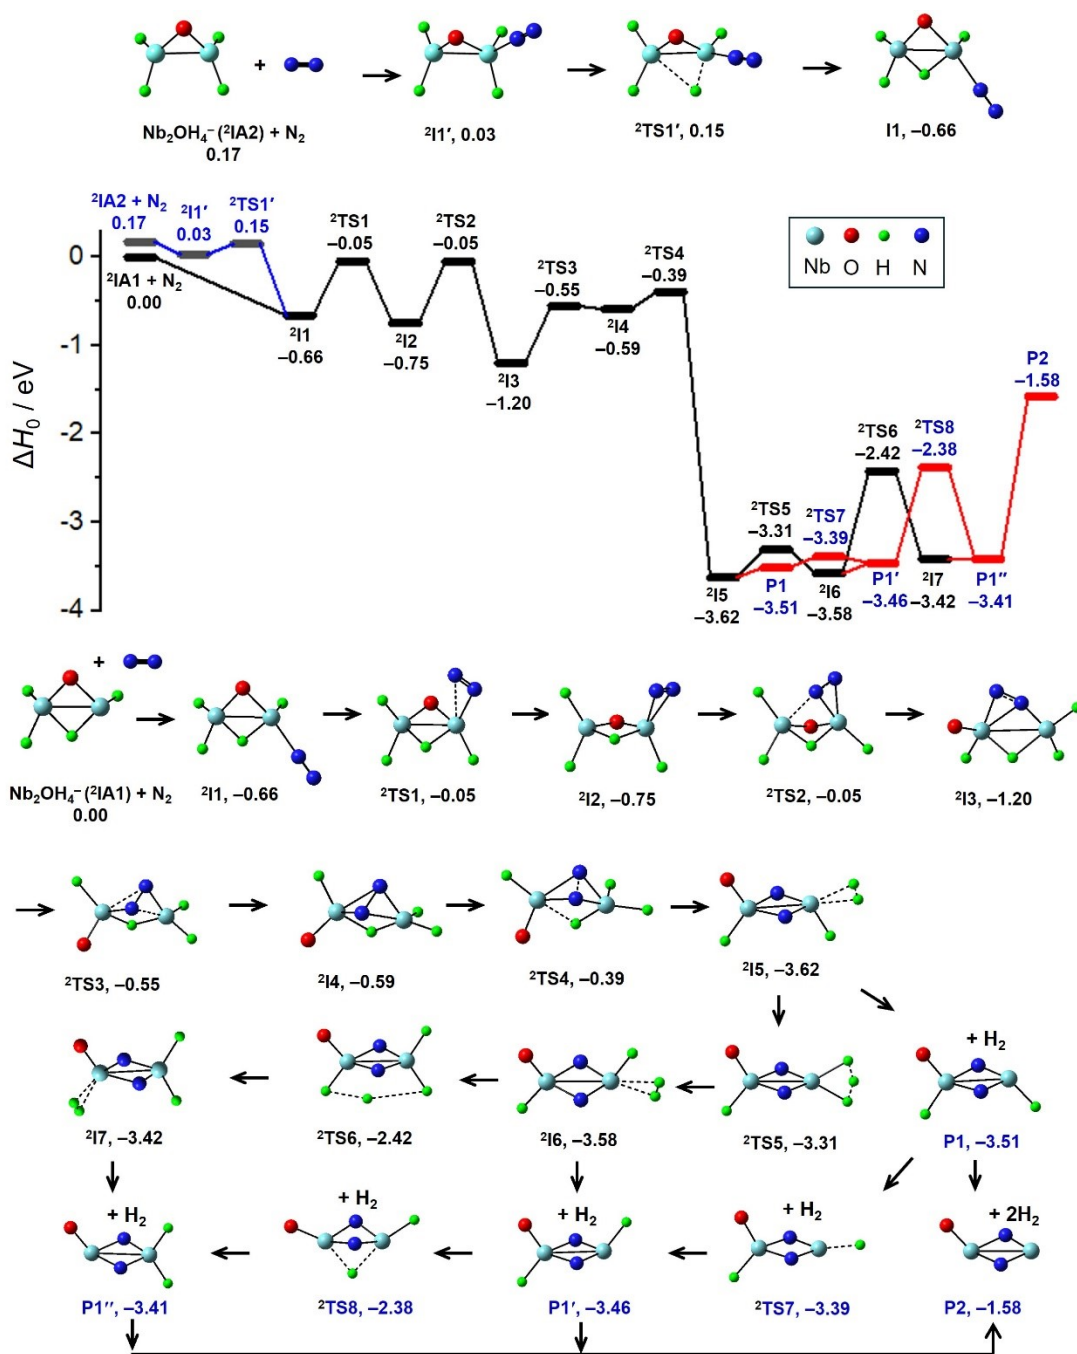 +
Nb₂OH₄⁻ (²IA2) + N₂
0.17
²I1′, 0.03
²TS1′, 0.15
I1, –0.66
²IA2 + N₂
0.17
²I1′
0.03
²TS1′
0.15
Nb O H N
ΔH₀ / eV
0
-1
-2
-3
-4
²IA1 + N₂
0.00
²I1
–0.66
²TS1
–0.05
²I2
–0.75
²TS2
–0.05
²I3
–1.20
²TS3
–0.55
²I4
–0.59
²TS4
–0.39
²I5
–3.62
²TS5
–3.31
P1
–3.51
²TS7
–3.39
²I6
–3.58
²TS6
–2.42
P1′
–3.46
²TS8
–2.38
²I7
–3.42
P1″
–3.41
P2
–1.58
+
Nb₂OH₄⁻ (²IA1) + N₂
0.00
²I1, –0.66
²TS1, –0.05
²I2, –0.75
²TS2, –0.05
²I3, –1.20
²TS3, –0.55
²I4, –0.59
²TS4, –0.39
²I5, –3.62
+ H₂
²I7, –3.42
²TS6, -2.42
²I6, –3.58
²TS5, –3.31
P1, –3.51
+ H₂
+ H₂
+ H₂
+ H₂
+ 2H₂
P1″, –3.41
²TS8, –2.38
P1′, –3.46
²TS7, –3.39
P2, –1.58